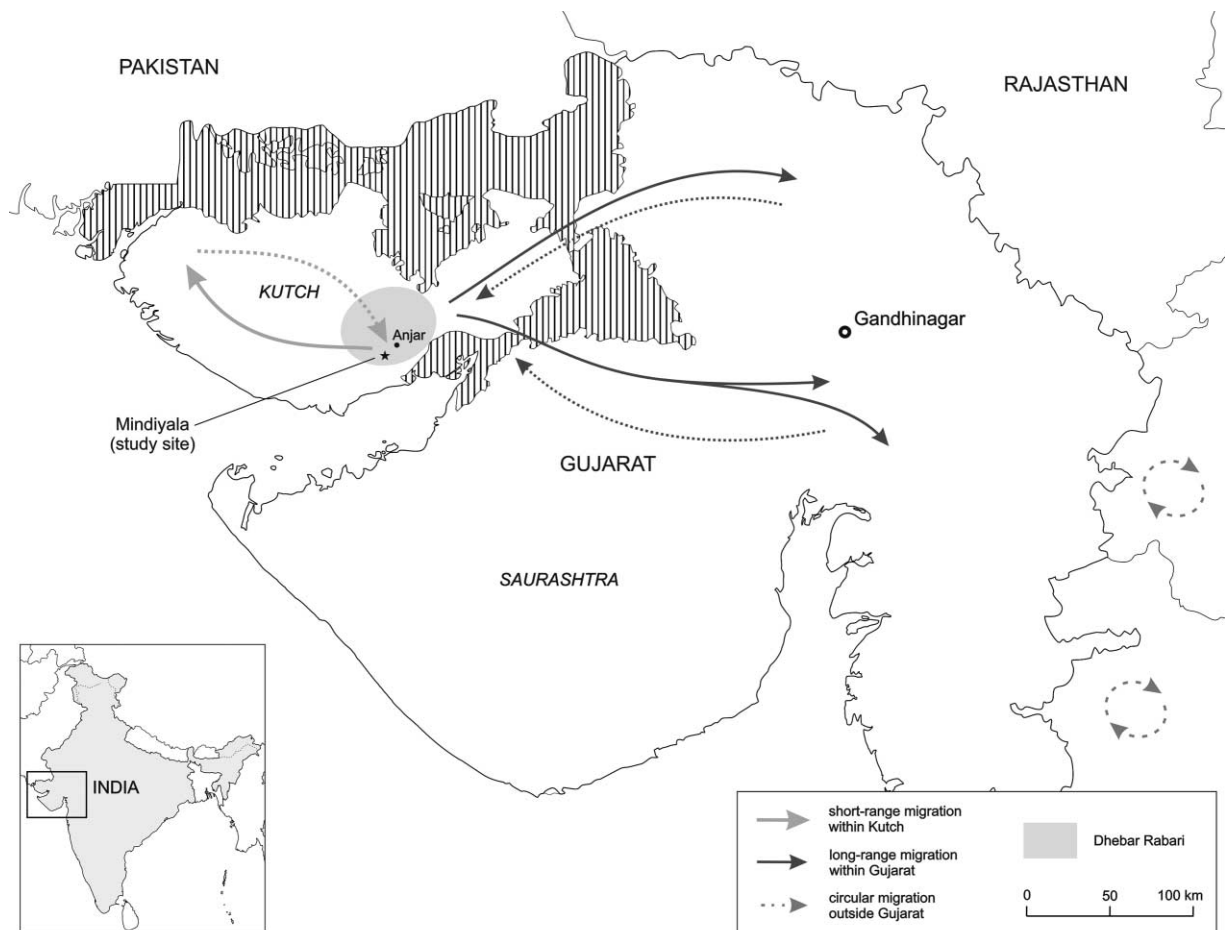 PAKISTAN
RAJASTHAN
KUTCH
Anjar
Gandhinagar
Mindiyala
(study site)
GUJARAT
SAURASHTRA
INDIA
short-range migration
within Kutch
long-range migration
within Gujarat
circular migration
outside Gujarat
Dhebar Rabari
0 50 100 km